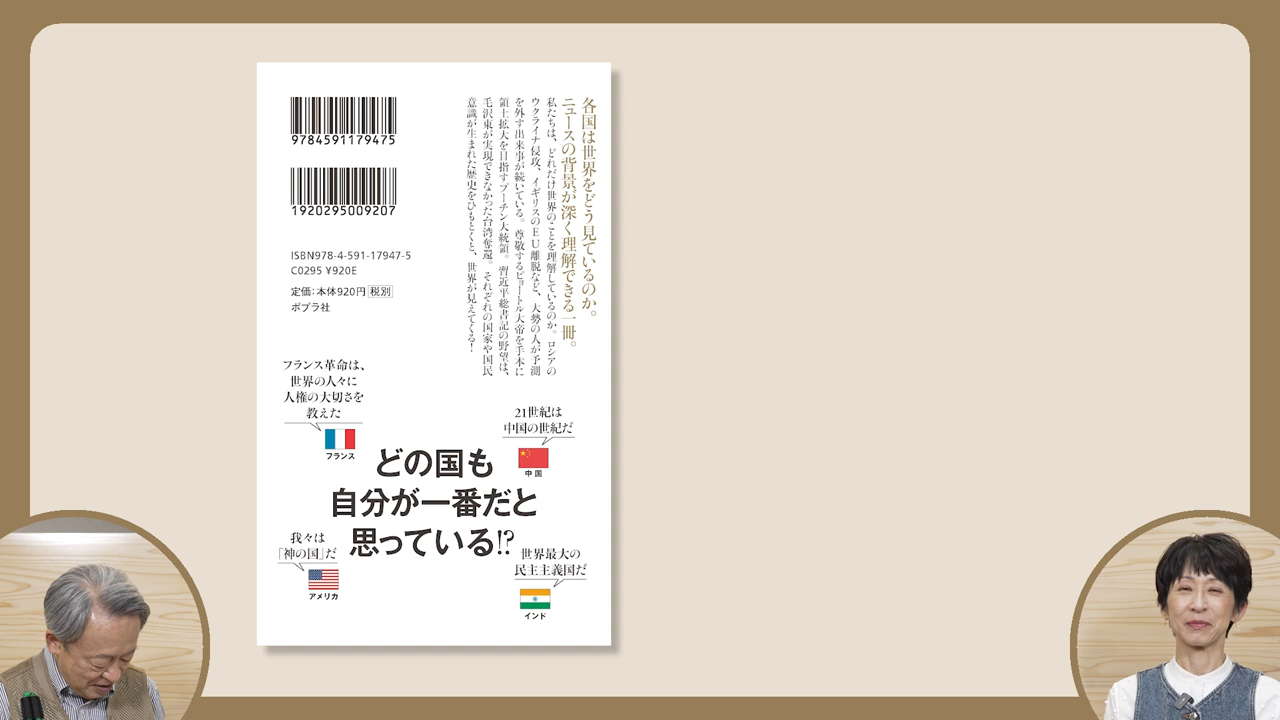 9784591179475
1920295009207
ISBN978-4-591-17947-5
C0295 ¥920E
定価：本体920円 税別
ポプラ社
各国は世界をどう見ているのか。
ニュースの背景が深く理解できる一冊。
私たちは、どれだけ世界のことを理解しているのか。ロシアの
ウクライナ侵攻、イギリスのEU離脱など、大勢の人が予測
を外す出来事が続いている。尊敬するピョートル大帝を手本に
領土拡大を目指すプーチン大統領。習近平総書記の野望は、
毛沢東が実現できなかった台湾奪還。それぞれの国家や国民
意識が生まれた歴史をひもとくと、世界が見えてくる！
フランス革命は、
世界の人々に
人権の大切さを
教えた
フランス
21世紀は
中国の世紀だ
中国
どの国も
自分が一番だと
思っている!?
我々は
「神の国」だ
アメリカ
世界最大の
民主主義国だ
インド